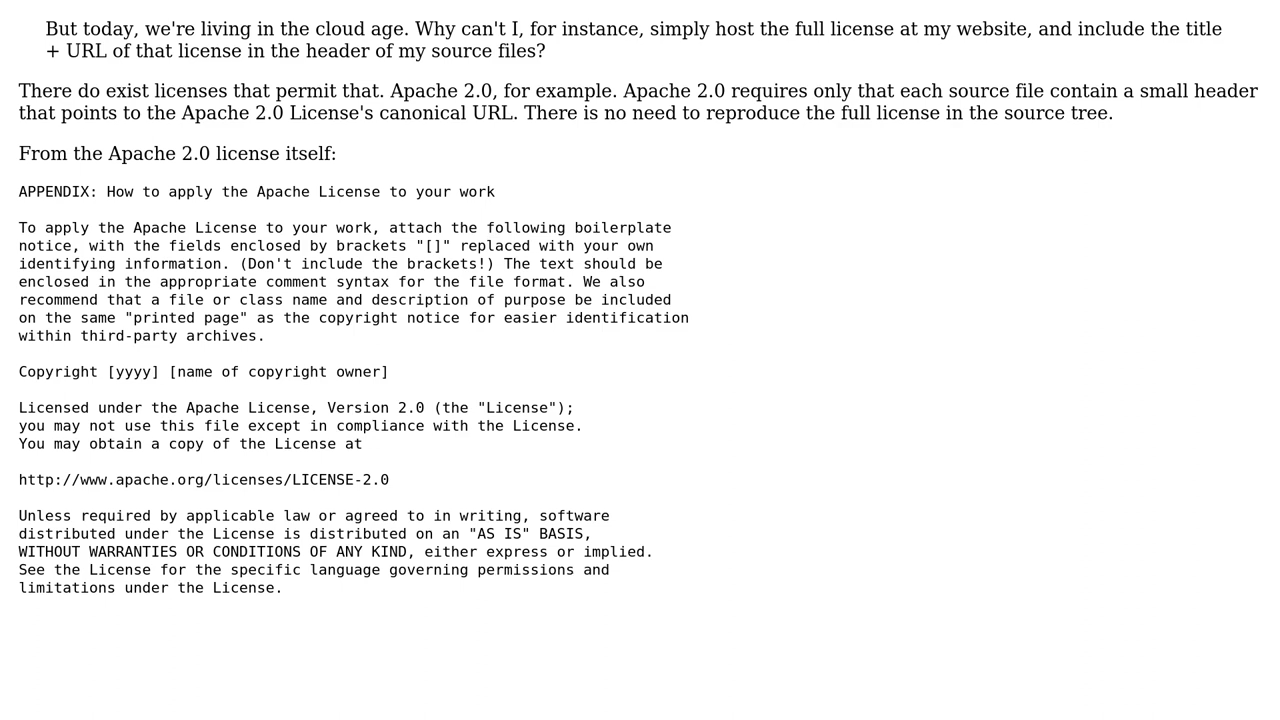 But today, we're living in the cloud age. Why can't I, for instance, simply host the full license at my website, and include the title
+ URL of that license in the header of my source files?
There do exist licenses that permit that. Apache 2.0, for example. Apache 2.0 requires only that each source file contain a small header
that points to the Apache 2.0 License's canonical URL. There is no need to reproduce the full license in the source tree.
From the Apache 2.0 license itself:
APPENDIX: How to apply the Apache License to your work
To apply the Apache License to your work, attach the following boilerplate
notice, with the fields enclosed by brackets "[]" replaced with your own
identifying information. (Don't include the brackets!) The text should be
enclosed in the appropriate comment syntax for the file format. We also
recommend that a file or class name and description of purpose be included
on the same "printed page" as the copyright notice for easier identification
within third-party archives.
Copyright [yyyy] [name of copyright owner]
Licensed under the Apache License, Version 2.0 (the "License");
you may not use this file except in compliance with the License.
You may obtain a copy of the License at
http://www.apache.org/licenses/LICENSE-2.0
Unless required by applicable law or agreed to in writing, software
distributed under the License is distributed on an "AS IS" BASIS,
WITHOUT WARRANTIES OR CONDITIONS OF ANY KIND, either express or implied.
See the License for the specific language governing permissions and
limitations under the License.